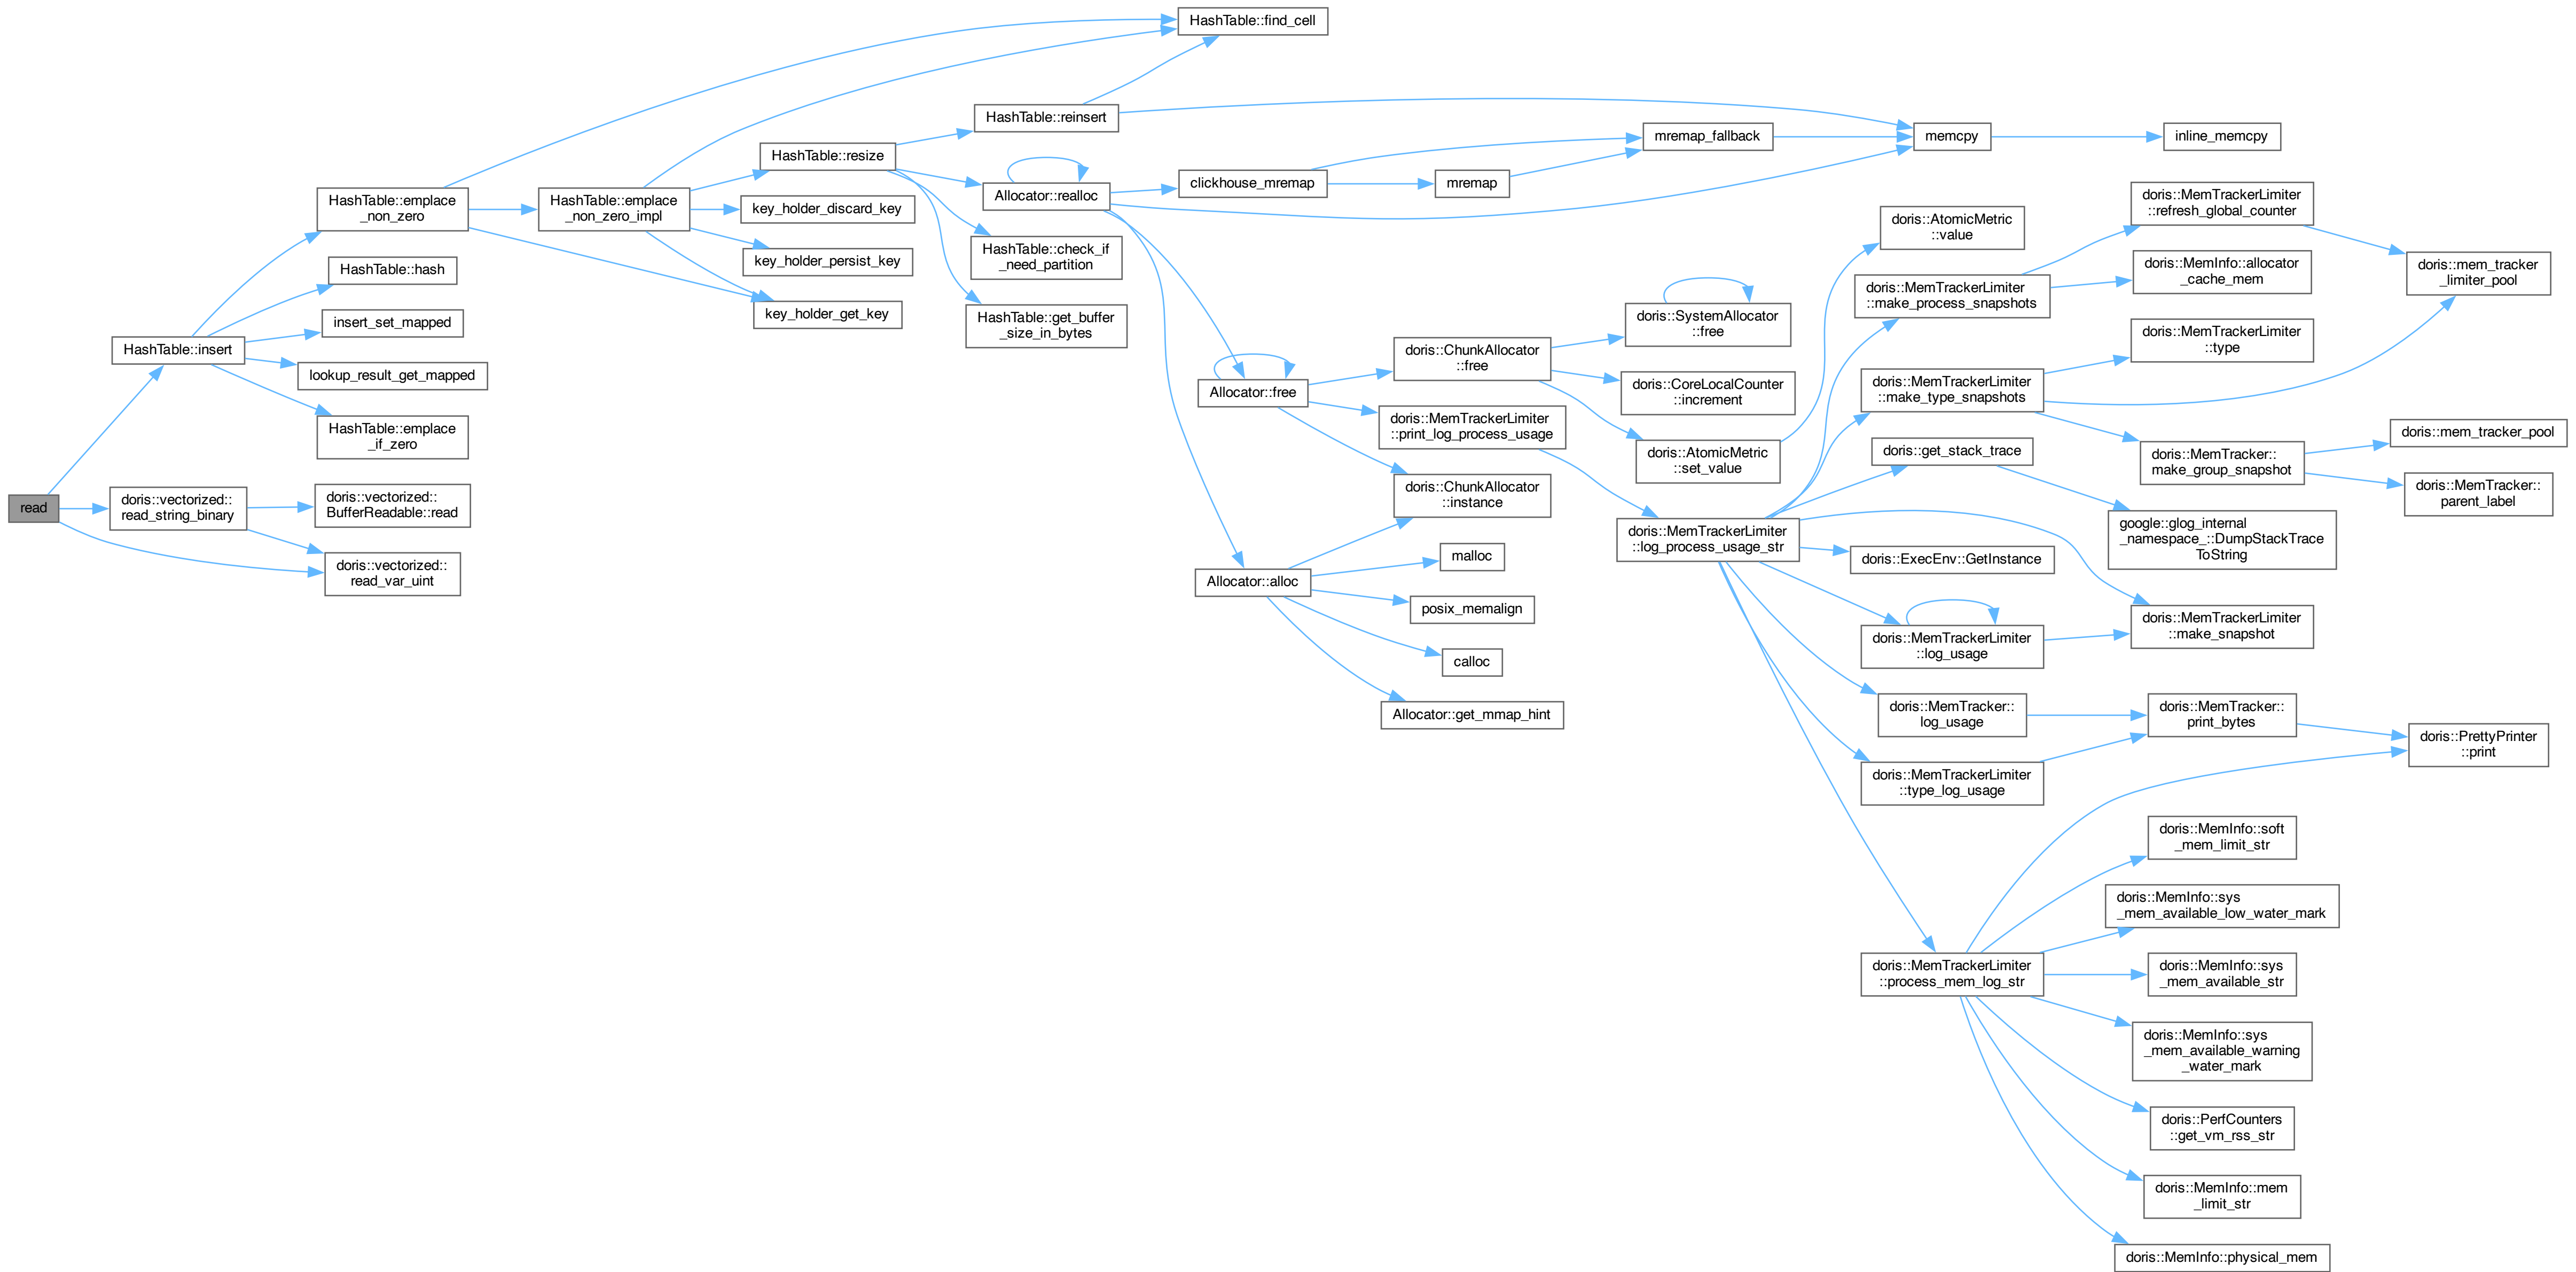 read
HashTable::insert
doris::vectorized::
read_string_binary
HashTable::emplace
_non_zero
HashTable::hash
insert_set_mapped
lookup_result_get_mapped
HashTable::emplace
_if_zero
doris::vectorized::
BufferReadable::read
doris::vectorized::
read_var_uint
HashTable::emplace
_non_zero_impl
HashTable::resize
key_holder_discard_key
key_holder_persist_key
key_holder_get_key
HashTable::find_cell
HashTable::reinsert
Allocator::realloc
HashTable::check_if
_need_partition
HashTable::get_buffer
_size_in_bytes
clickhouse_mremap
Allocator::free
Allocator::alloc
mremap
mremap_fallback
memcpy
inline_memcpy
doris::ChunkAllocator
::free
doris::MemTrackerLimiter
::print_log_process_usage
doris::ChunkAllocator
::instance
malloc
posix_memalign
calloc
Allocator::get_mmap_hint
doris::SystemAllocator
::free
doris::CoreLocalCounter
::increment
doris::AtomicMetric
::set_value
doris::MemTrackerLimiter
::log_process_usage_str
doris::AtomicMetric
::value
doris::MemTrackerLimiter
::make_process_snapshots
doris::MemTrackerLimiter
::make_type_snapshots
doris::get_stack_trace
doris::ExecEnv::GetInstance
doris::MemTrackerLimiter
::log_usage
doris::MemTracker::
log_usage
doris::MemTrackerLimiter
::type_log_usage
doris::MemTrackerLimiter
::process_mem_log_str
doris::MemTrackerLimiter
::refresh_global_counter
doris::MemInfo::allocator
_cache_mem
doris::MemTrackerLimiter
::type
doris::MemTracker::
make_group_snapshot
google::glog_internal
_namespace_::DumpStackTrace
ToString
doris::MemTrackerLimiter
::make_snapshot
doris::MemTracker::
print_bytes
doris::MemInfo::soft
_mem_limit_str
doris::MemInfo::sys
_mem_available_low_water_mark
doris::MemInfo::sys
_mem_available_str
doris::MemInfo::sys
_mem_available_warning
_water_mark
doris::PerfCounters
::get_vm_rss_str
doris::MemInfo::mem
_limit_str
doris::MemInfo::physical_mem
doris::mem_tracker
_limiter_pool
doris::mem_tracker_pool
doris::MemTracker::
parent_label
doris::PrettyPrinter
::print